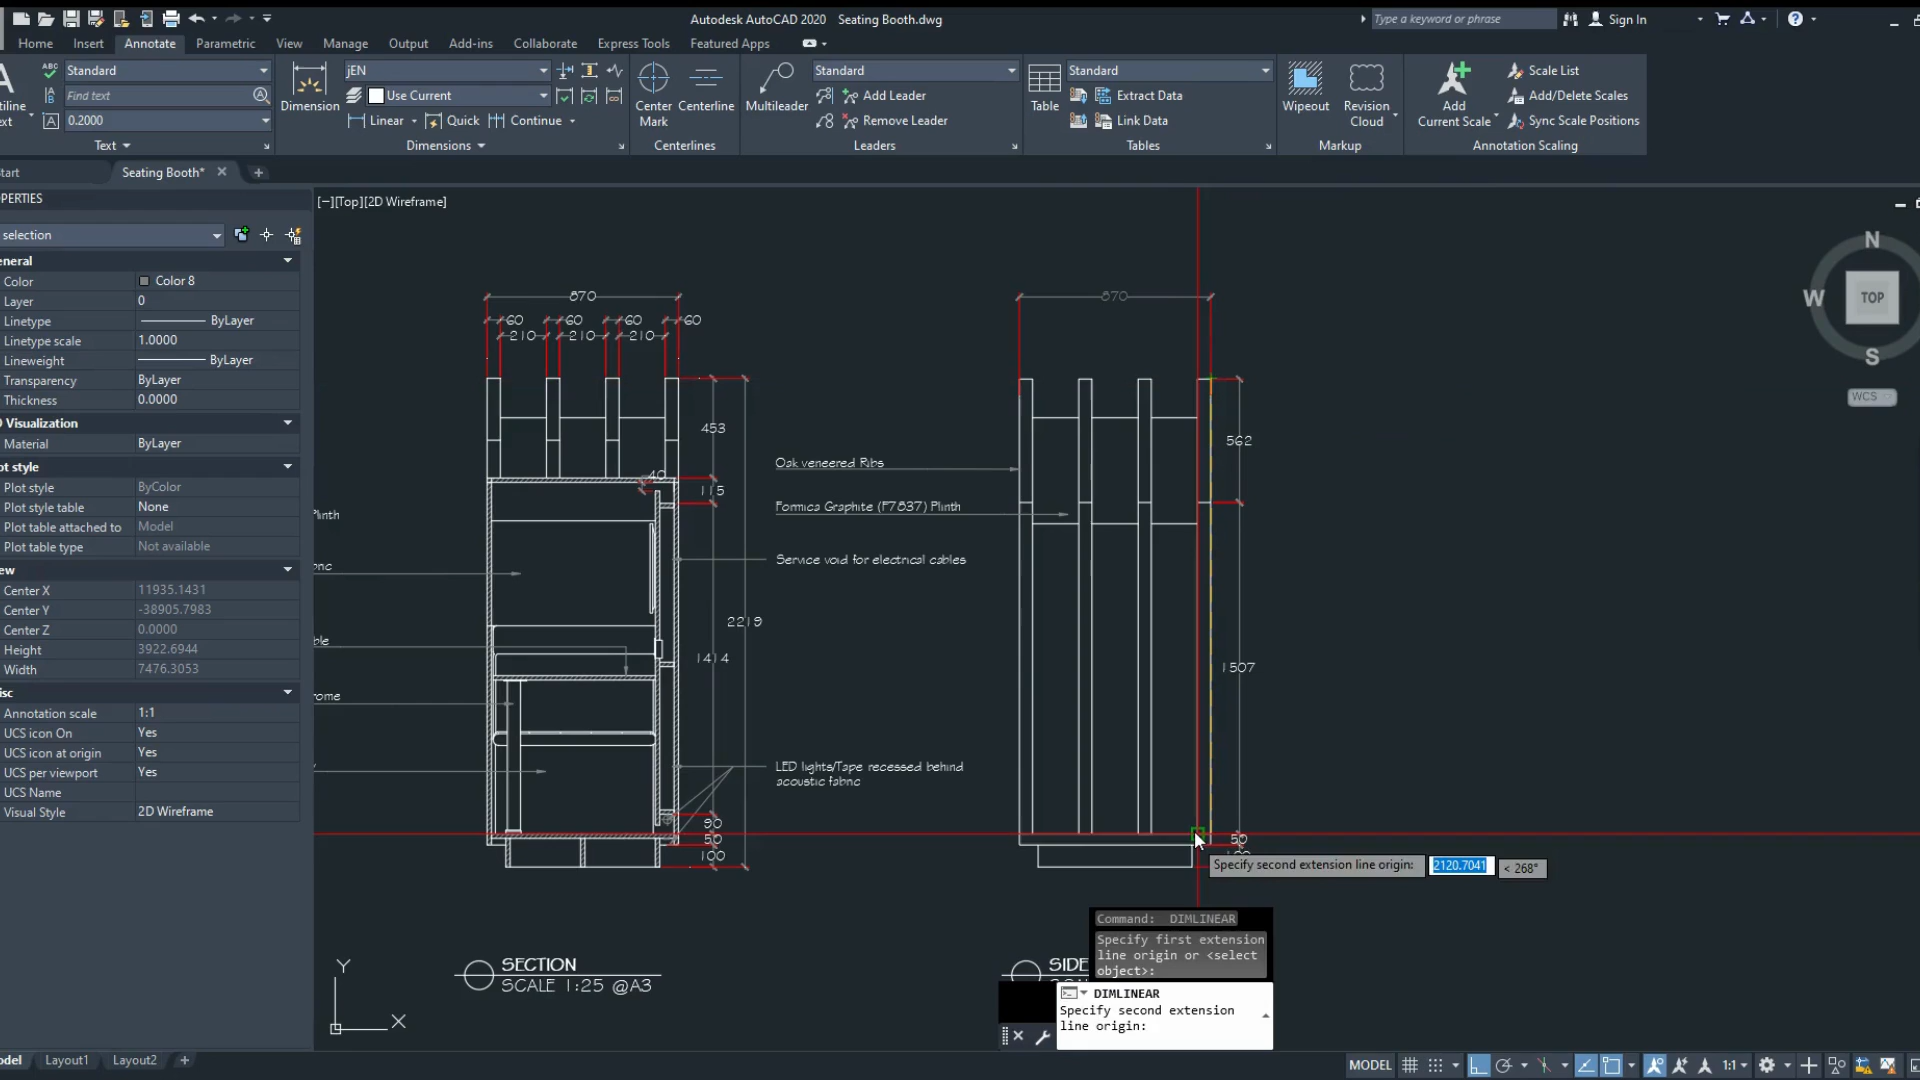 Autodesk AutoCAD 2020 Seating Booth.dwg
Type a keyword or phrase
Sign In
Home Insert Annotate Parametric View Manage Output Add-ins Collaborate Express Tools Featured Apps
Standard
Find text
0.2000
Text
Dimension
jEN
Use Current
Linear Quick Continue
Dimensions
Center Mark
Centerline
Centerlines
Multileader
Standard
Add Leader
Remove Leader
Leaders
Table
Standard
Extract Data
Link Data
Tables
Wipeout
Revision Cloud
Markup
Add Current Scale
Scale List
Add/Delete Scales
Sync Scale Positions
Annotation Scaling
Seating Booth*
[−][Top][2D Wireframe]
selection
Color Color 8
Layer 0
Linetype ByLayer
Linetype scale 1.0000
Lineweight ByLayer
Transparency ByLayer
Thickness 0.0000
Visualization
Material ByLayer
Plot style ByColor
Plot style table None
Plot table attached to Model
Plot table type Not available
Center X 11935.1431
Center Y -38905.7983
Center Z 0.0000
Height 3922.6944
Width 7476.3053
Annotation scale 1:1
UCS icon On Yes
UCS icon at origin Yes
UCS per viewport Yes
UCS Name
Visual Style 2D Wireframe
870
60 60 60 60
210 210 210
453
40
115
2219
1414
90
50
100
Plinth
Oak veneered Ribs
Formica Graphite (F7837) Plinth
Service void for electrical cables
LED lights/Tape recessed behind
acoustic fabric
870
562
1507
50
SECTION
SCALE 1:25 @A3
SIDE
N
W TOP
S
WCS
Specify second extension line origin: 2120.7041 < 268°
Command: DIMLINEAR
Specify first extension
line origin or <select
object>:
DIMLINEAR
Specify second extension
line origin:
Y
X
Layout1 Layout2
MODEL 1:1